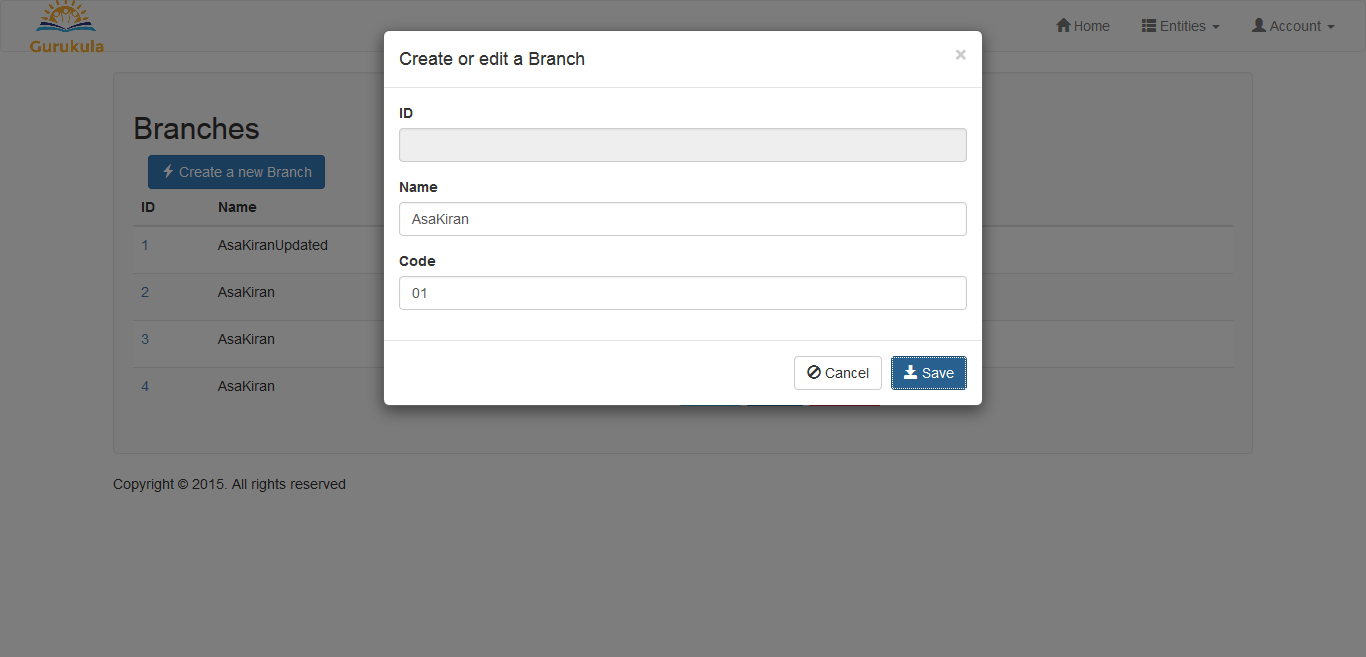 Gurukula
Home Entities Account
Create or edit a Branch ×
ID
Name
AsaKiran
Code
01
Cancel Save
Branches
Create a new Branch
ID Name
1 AsaKiranUpdated
2 AsaKiran
3 AsaKiran
4 AsaKiran
Copyright © 2015. All rights reserved